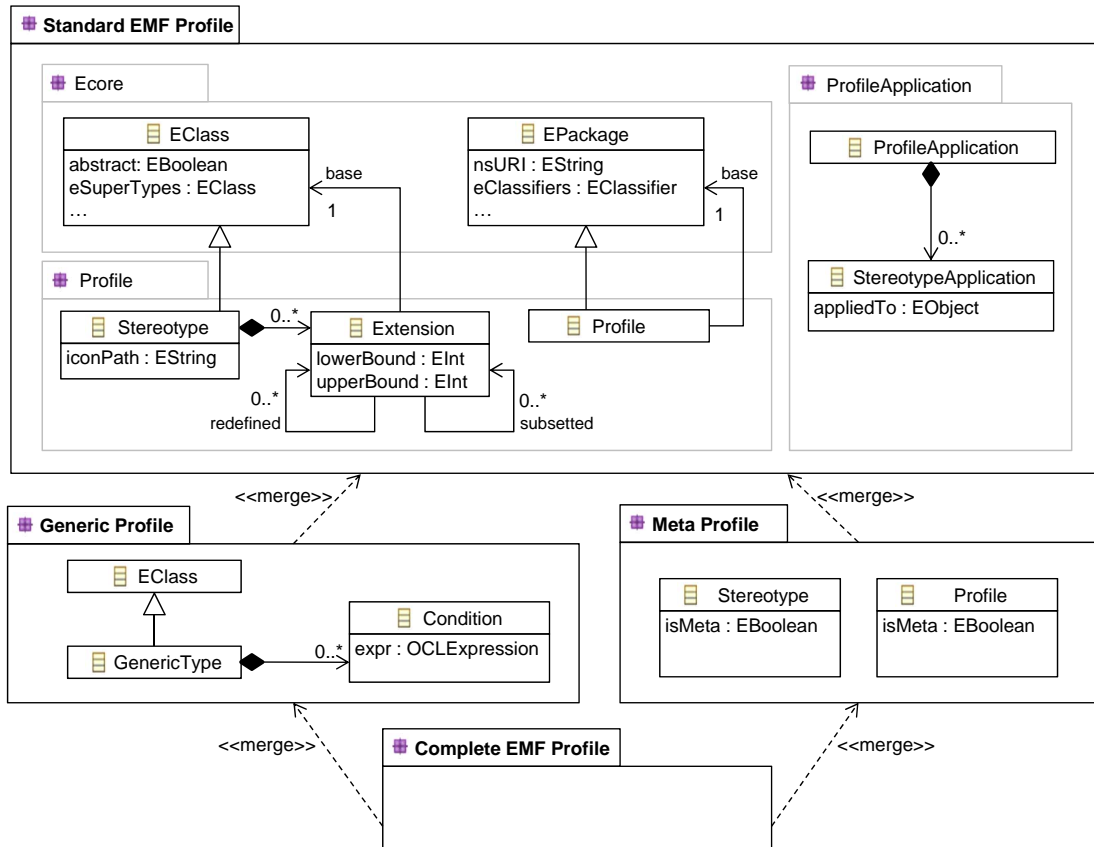 Standard EMF Profile
Ecore
EClass
abstract: EBoolean
eSuperTypes : EClass
…
base
1
EPackage
nsURI : EString
eClassifiers : EClassifier
…
base
1
ProfileApplication
ProfileApplication
0..*
StereotypeApplication
appliedTo : EObject
Profile
Stereotype
iconPath : EString
0..*
Extension
lowerBound : EInt
upperBound : EInt
0..*
redefined
0..*
subsetted
Profile
<<merge>>
<<merge>>
Generic Profile
EClass
GenericType
0..*
Condition
expr : OCLExpression
Meta Profile
Stereotype
isMeta : EBoolean
Profile
isMeta : EBoolean
<<merge>>
<<merge>>
Complete EMF Profile